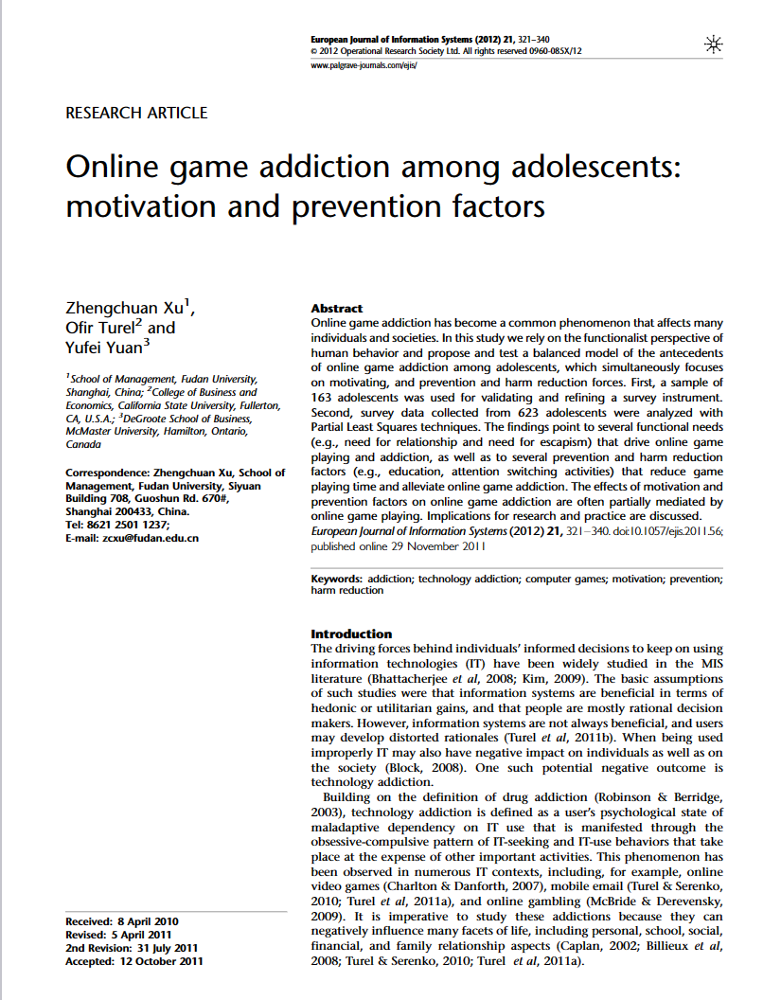 European Journal of Information Systems (2012) 21, 321–340
© 2012 Operational Research Society Ltd. All rights reserved 0960-085X/12
www.palgrave-journals.com/ejis/
RESEARCH ARTICLE
Online game addiction among adolescents:
motivation and prevention factors
Zhengchuan Xu1,
Ofir Turel2 and
Yufei Yuan3
1School of Management, Fudan University,
Shanghai, China; 2College of Business and
Economics, California State University, Fullerton,
CA, U.S.A.; 3DeGroote School of Business,
McMaster University, Hamilton, Ontario,
Canada
Correspondence: Zhengchuan Xu, School of
Management, Fudan University, Siyuan
Building 708, Guoshun Rd. 670#,
Shanghai 200433, China.
Tel: 8621 2501 1237;
E-mail: zcxu@fudan.edu.cn
Received: 8 April 2010
Revised: 5 April 2011
2nd Revision: 31 July 2011
Accepted: 12 October 2011
Abstract
Online game addiction has become a common phenomenon that affects many
individuals and societies. In this study we rely on the functionalist perspective of
human behavior and propose and test a balanced model of the antecedents
of online game addiction among adolescents, which simultaneously focuses
on motivating, and prevention and harm reduction forces. First, a sample of
163 adolescents was used for validating and refining a survey instrument.
Second, survey data collected from 623 adolescents were analyzed with
Partial Least Squares techniques. The findings point to several functional needs
(e.g., need for relationship and need for escapism) that drive online game
playing and addiction, as well as to several prevention and harm reduction
factors (e.g., education, attention switching activities) that reduce game
playing time and alleviate online game addiction. The effects of motivation and
prevention factors on online game addiction are often partially mediated by
online game playing. Implications for research and practice are discussed.
European Journal of Information Systems (2012) 21, 321–340. doi:10.1057/ejis.2011.56;
published online 29 November 2011
Keywords: addiction; technology addiction; computer games; motivation; prevention;
harm reduction
Introduction
The driving forces behind individuals' informed decisions to keep on using
information technologies (IT) have been widely studied in the MIS
literature (Bhattacherjee et al, 2008; Kim, 2009). The basic assumptions
of such studies were that information systems are beneficial in terms of
hedonic or utilitarian gains, and that people are mostly rational decision
makers. However, information systems are not always beneficial, and users
may develop distorted rationales (Turel et al, 2011b). When being used
improperly IT may also have negative impact on individuals as well as on
the society (Block, 2008). One such potential negative outcome is
technology addiction.
Building on the definition of drug addiction (Robinson & Berridge,
2003), technology addiction is defined as a user's psychological state of
maladaptive dependency on IT use that is manifested through the
obsessive-compulsive pattern of IT-seeking and IT-use behaviors that take
place at the expense of other important activities. This phenomenon has
been observed in numerous IT contexts, including, for example, online
video games (Charlton & Danforth, 2007), mobile email (Turel & Serenko,
2010; Turel et al, 2011a), and online gambling (McBride & Derevensky,
2009). It is imperative to study these addictions because they can
negatively influence many facets of life, including personal, school, social,
financial, and family relationship aspects (Caplan, 2002; Billieux et al,
2008; Turel & Serenko, 2010; Turel et al, 2011a).